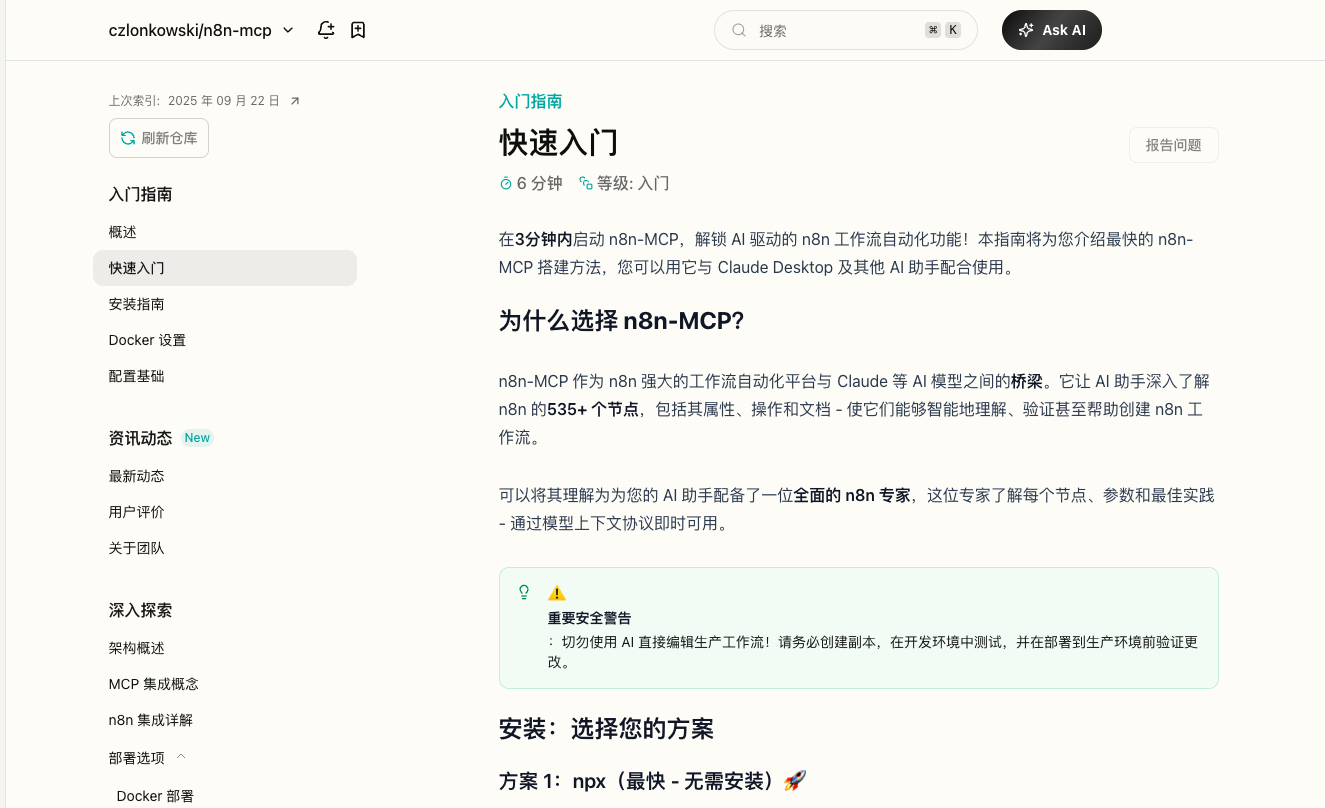 czlonkowski/n8n-mcp
搜索
⌘ K
Ask AI
上次索引: 2025 年 09 月 22 日
刷新仓库
入门指南
概述
快速入门
安装指南
Docker 设置
配置基础
资讯动态 New
最新动态
用户评价
关于团队
深入探索
架构概述
MCP 集成概念
n8n 集成详解
部署选项
Docker 部署
入门指南
快速入门
报告问题
6 分钟 等级: 入门
在3分钟内启动 n8n-MCP，解锁 AI 驱动的 n8n 工作流自动化功能！本指南将为您介绍最快的 n8n-
MCP 搭建方法，您可以用它与 Claude Desktop 及其他 AI 助手配合使用。
为什么选择 n8n-MCP?
n8n-MCP 作为 n8n 强大的工作流自动化平台与 Claude 等 AI 模型之间的桥梁。它让 AI 助手深入了解
n8n 的535+ 个节点，包括其属性、操作和文档 - 使它们能够智能地理解、验证甚至帮助创建 n8n 工
作流。
可以将其理解为为您的 AI 助手配备了一位全面的 n8n 专家，这位专家了解每个节点、参数和最佳实践
- 通过模型上下文协议即时可用。
⚠️
重要安全警告
：切勿使用 AI 直接编辑生产工作流！请务必创建副本，在开发环境中测试，并在部署到生产环境前验证更
改。
安装：选择您的方案
方案 1：npx（最快 - 无需安装）🚀